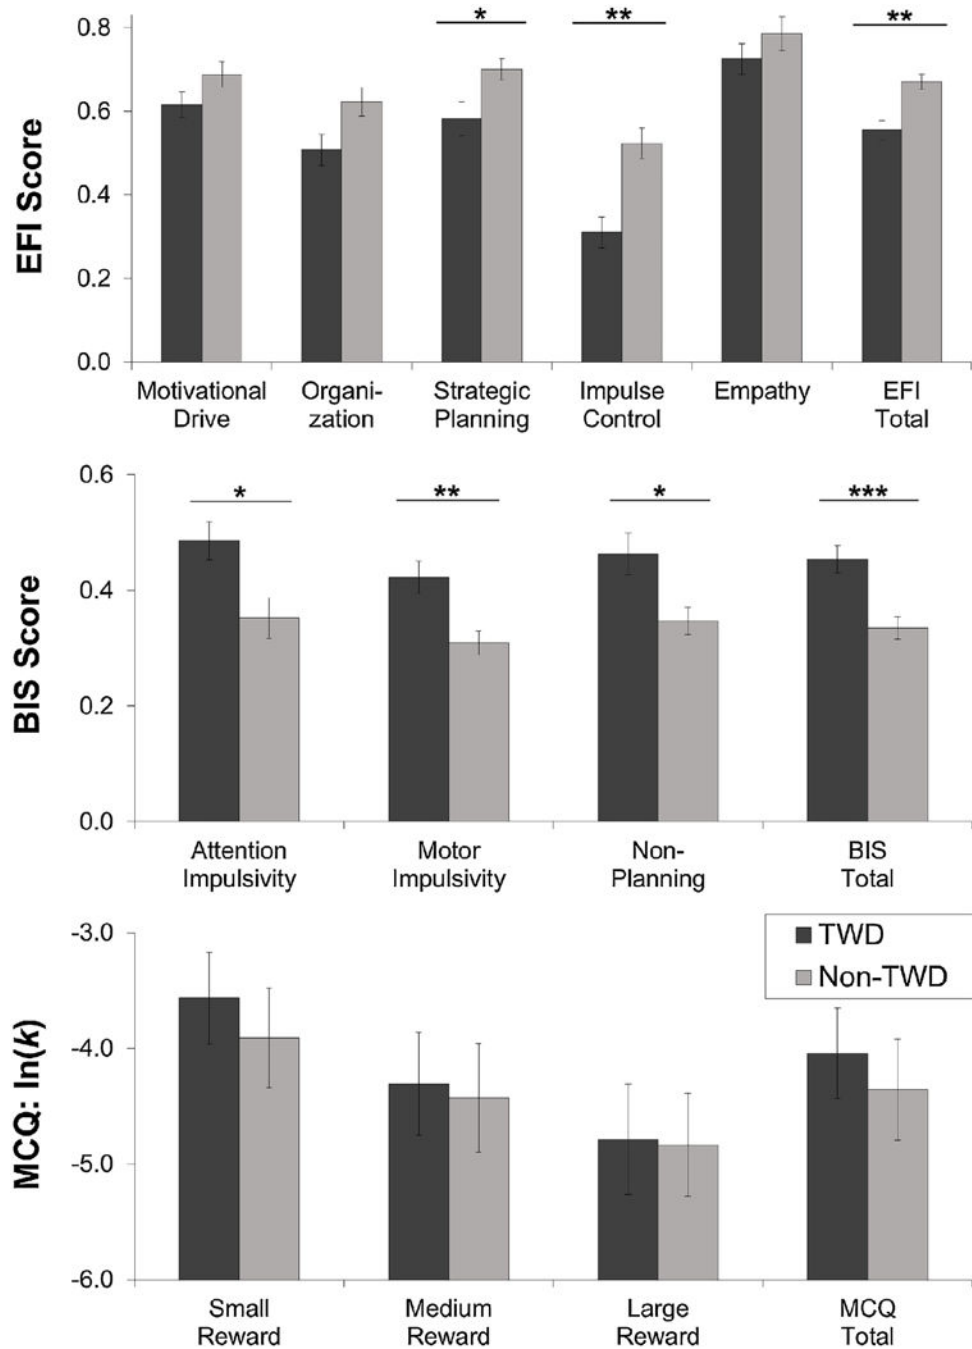 0.8
0.6
0.4
0.2
0.0
EFI Score
* ** **
Motivational Drive
Organi-zation
Strategic Planning
Impulse Control
Empathy
EFI Total
0.6
0.4
0.2
0.0
BIS Score
* ** * ***
Attention Impulsivity
Motor Impulsivity
Non-Planning
BIS Total
-3.0
-4.0
-5.0
-6.0
MCQ: ln(k)
TWD
Non-TWD
Small Reward
Medium Reward
Large Reward
MCQ Total